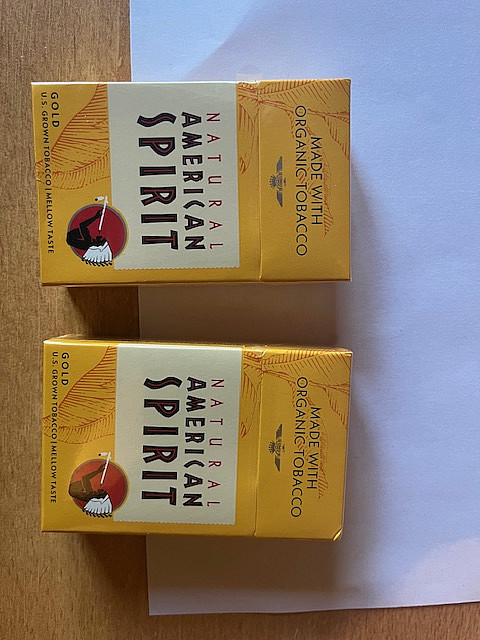 MADE WITH
ORGANIC TOBACCO
NATURAL
AMERICAN
SPIRIT
GOLD
U.S. GROWN TOBACCO | MELLOW TASTE
MADE WITH
ORGANIC TOBACCO
NATURAL
AMERICAN
SPIRIT
GOLD
U.S. GROWN TOBACCO | MELLOW TASTE